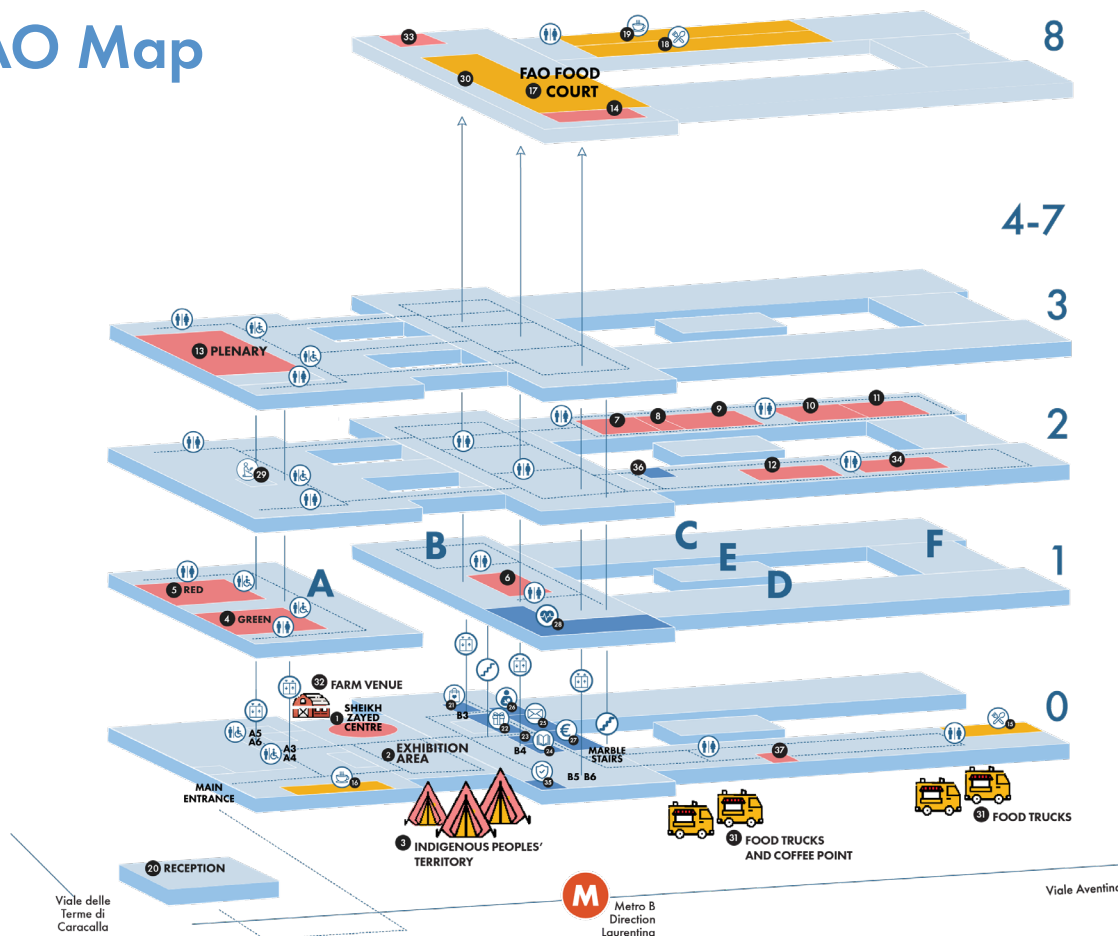 AO Map
33
19
18
8
30
FAO FOOD
17 COURT
14
4-7
3
13 PLENARY
7
8
9
10
11
2
29
36
12
34
B
C
E
D
F
1
A
5 RED
6
4 GREEN
28
32 FARM VENUE
1 SHEIKH
ZAYED
CENTRE
21
B3
26
22
25
23
B4
24
€
27
MARBLE
STAIRS
0
15
A5
A6
A3
A4
2 EXHIBITION
AREA
37
MAIN
ENTRANCE
16
35
B5 B6
31 FOOD TRUCKS
3 INDIGENOUS PEOPLES’
TERRITORY
31 FOOD TRUCKS
AND COFFEE POINT
20 RECEPTION
Viale delle
Terme di
Caracalla
M
Metro B
Direction
Laurentina
Viale Aventino